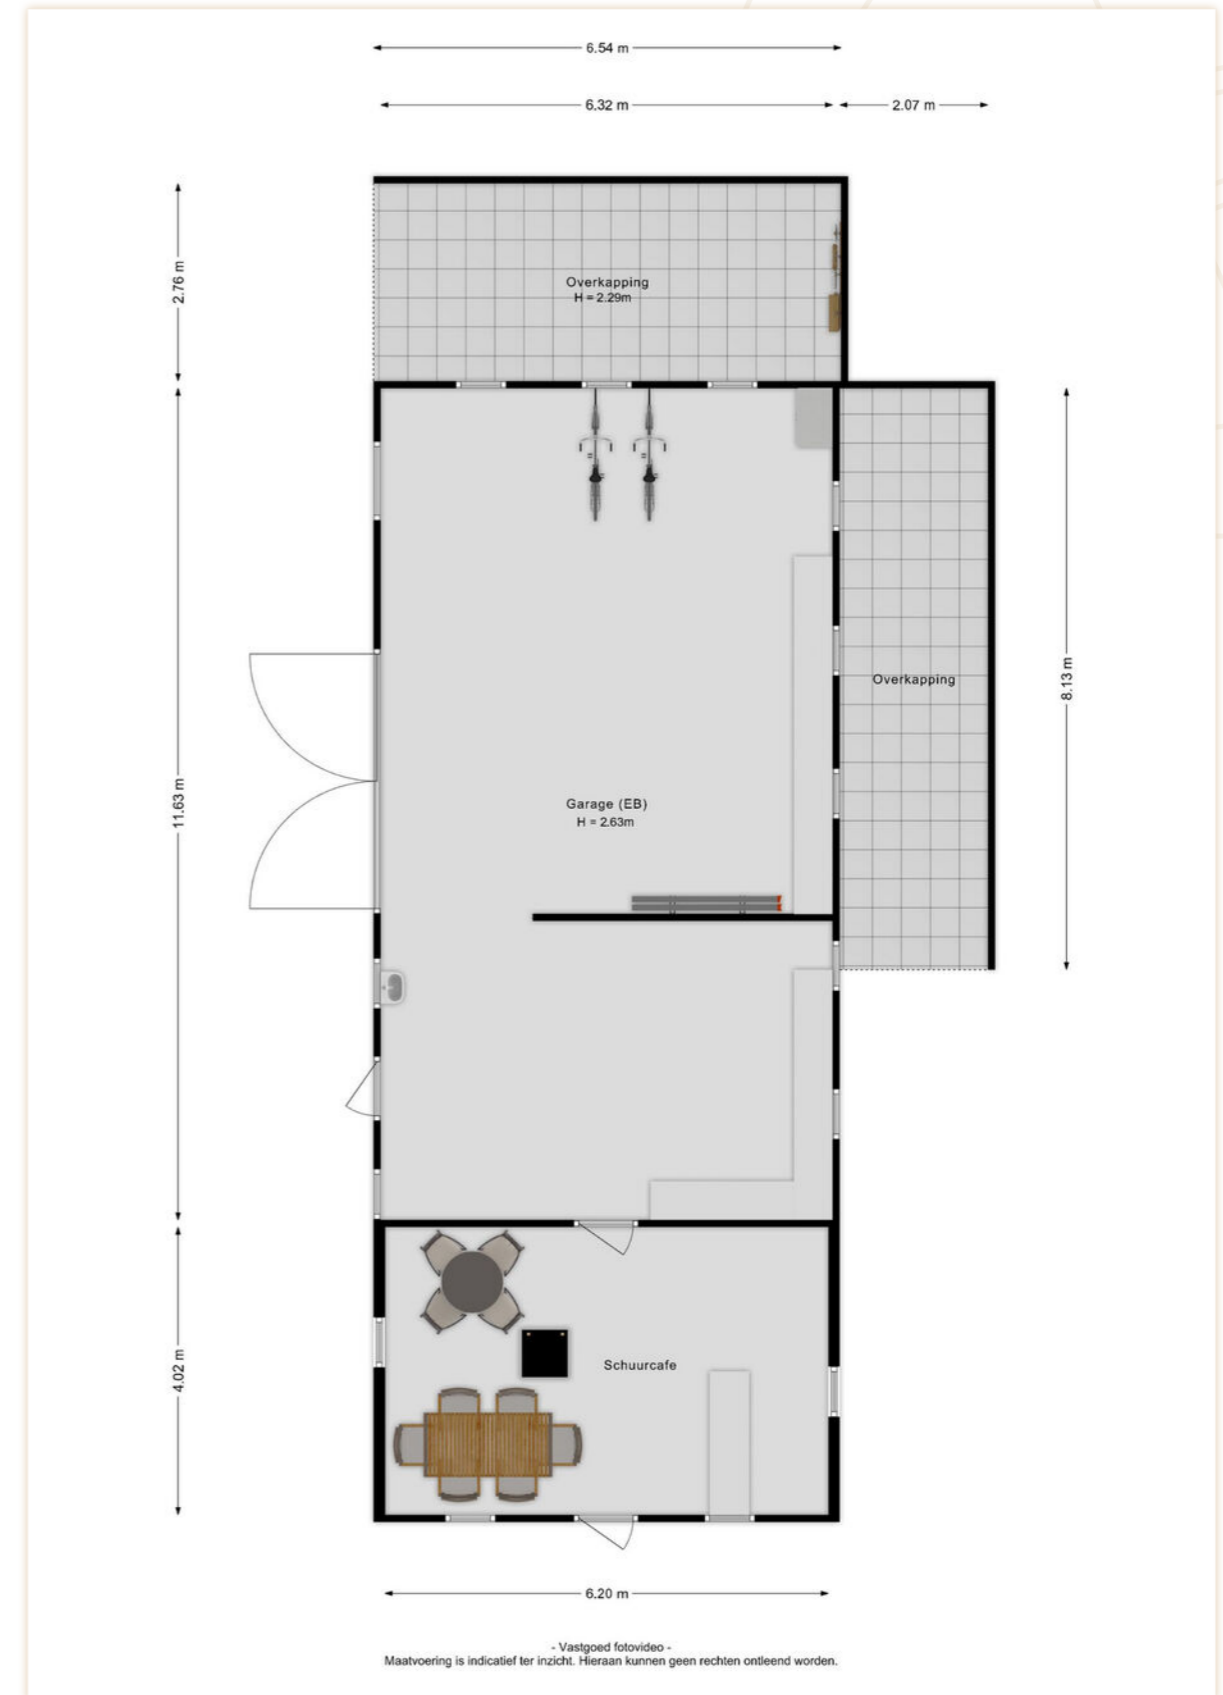 6.54 m
6.32 m
2.07 m
2.76 m
Overkapping
H = 2.29m
11.63 m
8.13 m
Overkapping
Garage (EB)
H = 2.63m
4.02 m
Schuurcafe
6.20 m
- Vastgoed fotovideo -
Maatvoering is indicatief ter inzicht. Hieraan kunnen geen rechten ontleend worden.